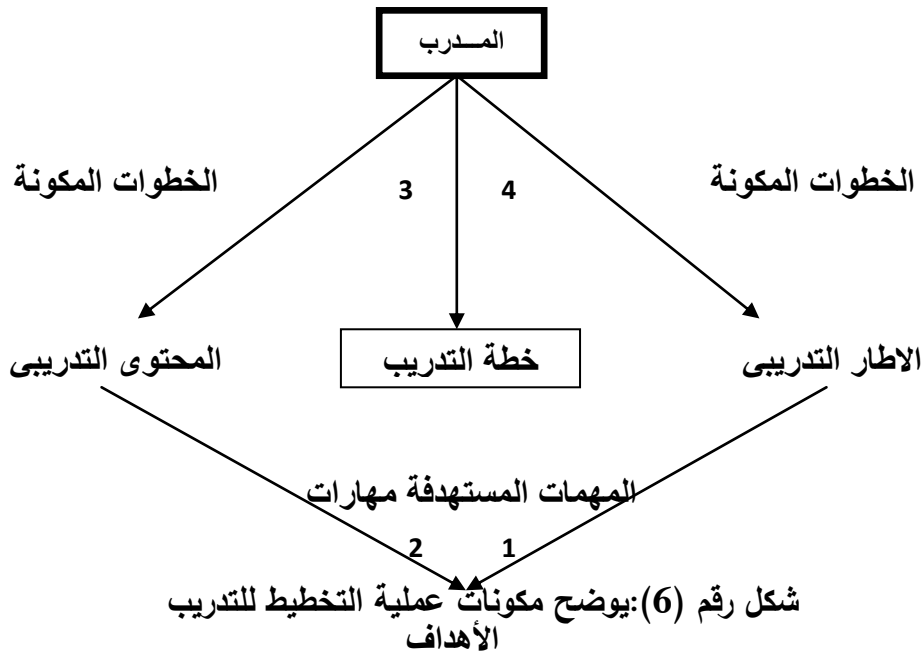 المـــدرب
الخطوات المكونة
الخطوات المكونة
4
3
الاطار التدريبى
خطة التدريب
المحتوى التدريبى
المهمات المستهدفة مهارات
1
2
شكل رقم (6):يوضح مكونات عملية التخطيط للتدريب
الأهداف